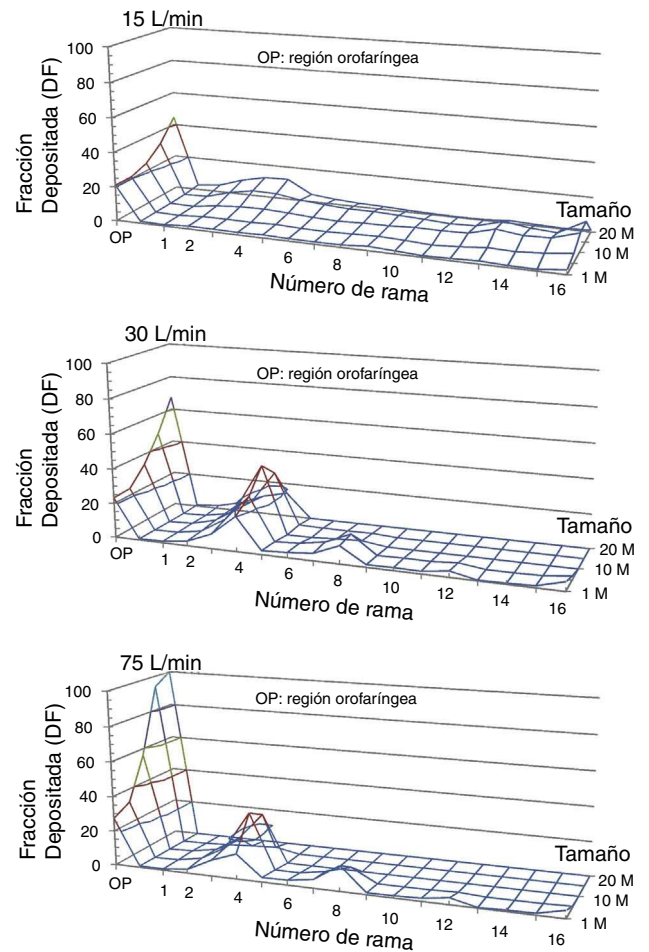 15 L/min
OP: región orofaríngea
Fracción
Depositada (DF)
100
80
60
40
20
0
OP
1
2
4
6
8
10
12
14
16
Número de rama
Tamaño
20 M
10 M
1 M
30 L/min
OP: región orofaríngea
Fracción
Depositada (DF)
100
80
60
40
20
0
OP
1
2
4
6
8
10
12
14
16
Número de rama
Tamaño
20 M
10 M
1 M
75 L/min
OP: región orofaríngea
Fracción
Depositada (DF)
100
80
60
40
20
0
OP
1
2
4
6
8
10
12
14
16
Número de rama
Tamaño
20 M
10 M
1 M